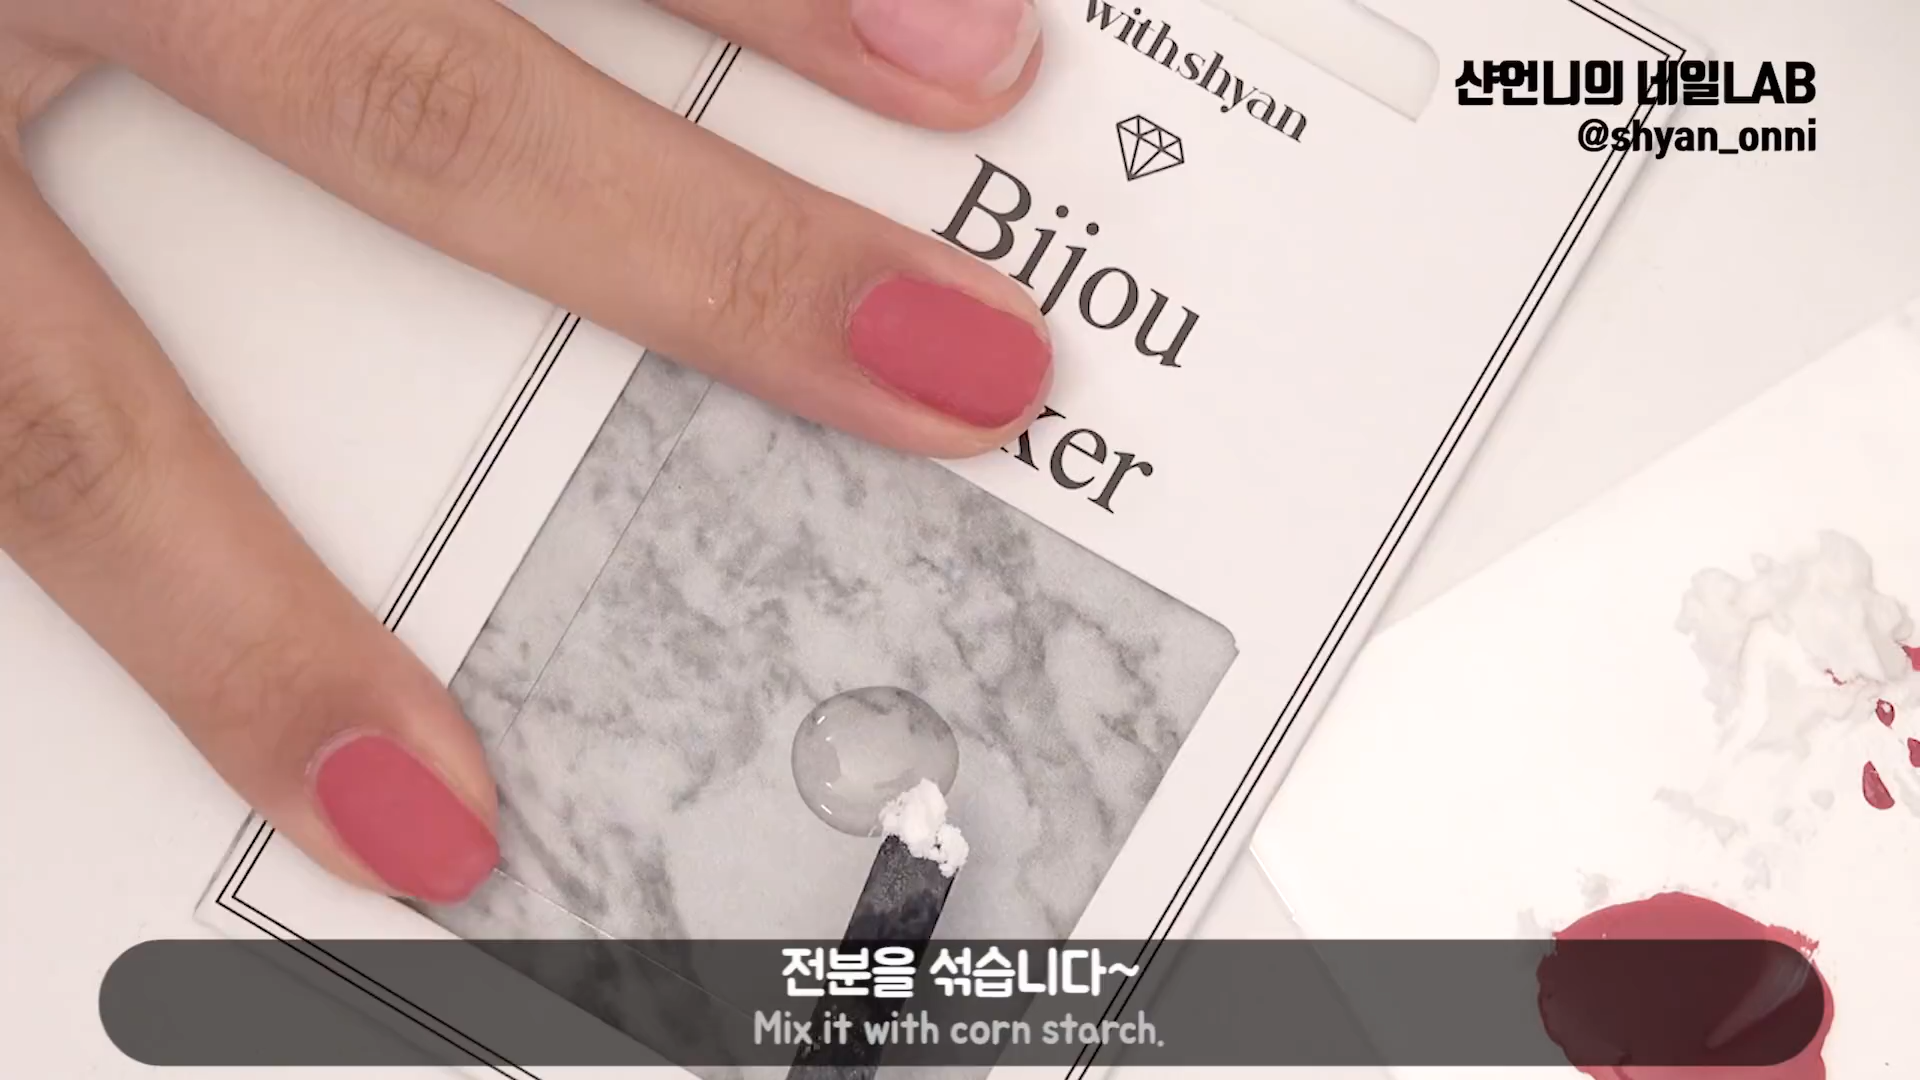 withshyan
샨언니의 네일LAB
@shyan_onni
Bijou
ker
전분을 섞습니다~
Mix it with corn starch.